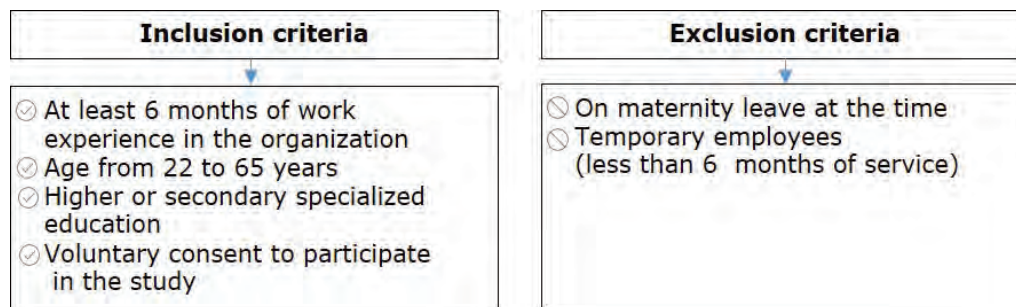 Inclusion criteria
At least 6 months of work
experience in the organization
Age from 22 to 65 years
Higher or secondary specialized
education
Voluntary consent to participate
in the study
Exclusion criteria
On maternity leave at the time
Temporary employees
(less than 6 months of service)